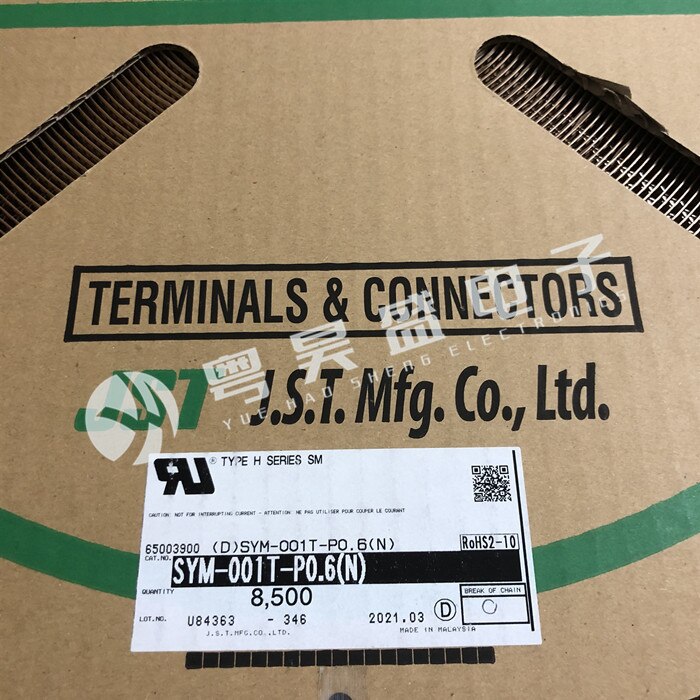 TERMINALS & CONNECTORS
粤昊盛电子
YUE HAO SHENG ELECTRONICS
JST J.S.T. Mfg. Co., Ltd.
® TYPE H SERIES SM
CAUTION: NOT FOR INTERRUPTING CURRENT - ATTENTION: NE PAS UTILISER POUR COUPER LE COURANT
65003900 (D)SYM-001T-P0.6(N) RoHS2-10
CAT.NO. SYM-001T-P0.6(N)
QUANTITY 8,500 BREAK OF CHAIN
LOT.NO. U84363 - 346 2021.03 D
J.S.T.MFG.CO.,LTD. MADE IN MALAYSIA